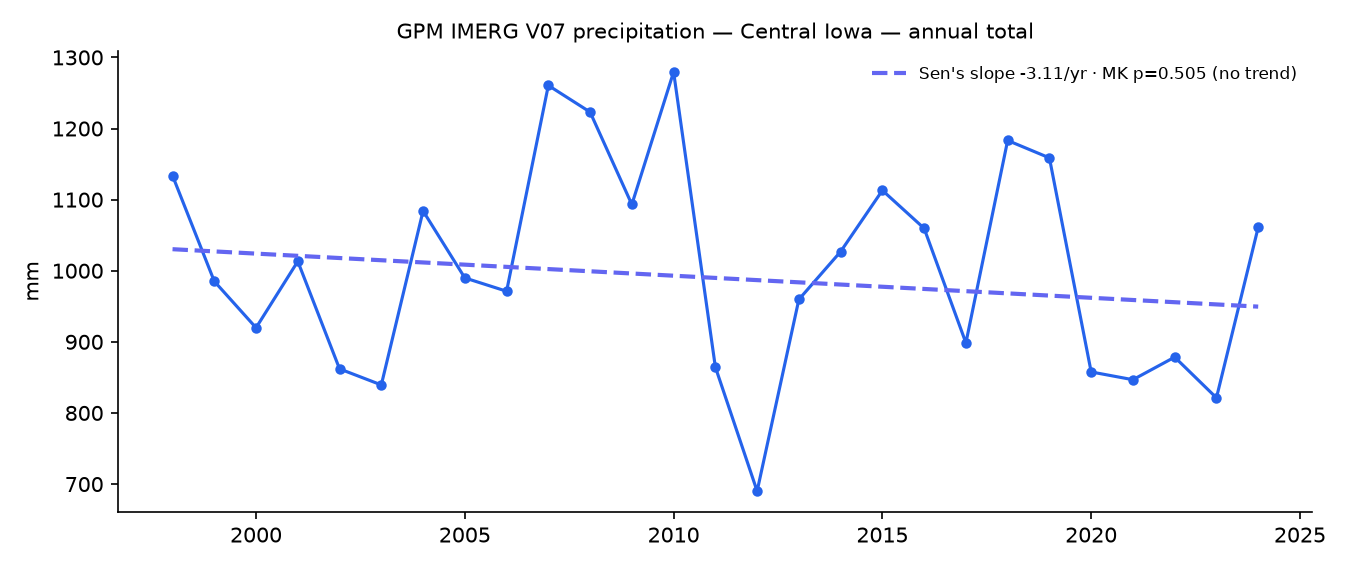 GPM IMERG V07 precipitation — Central Iowa — annual total
Sen's slope -3.11/yr · MK p=0.505 (no trend)
1300
1200
1100
1000
900
800
700
mm
2000 2005 2010 2015 2020 2025